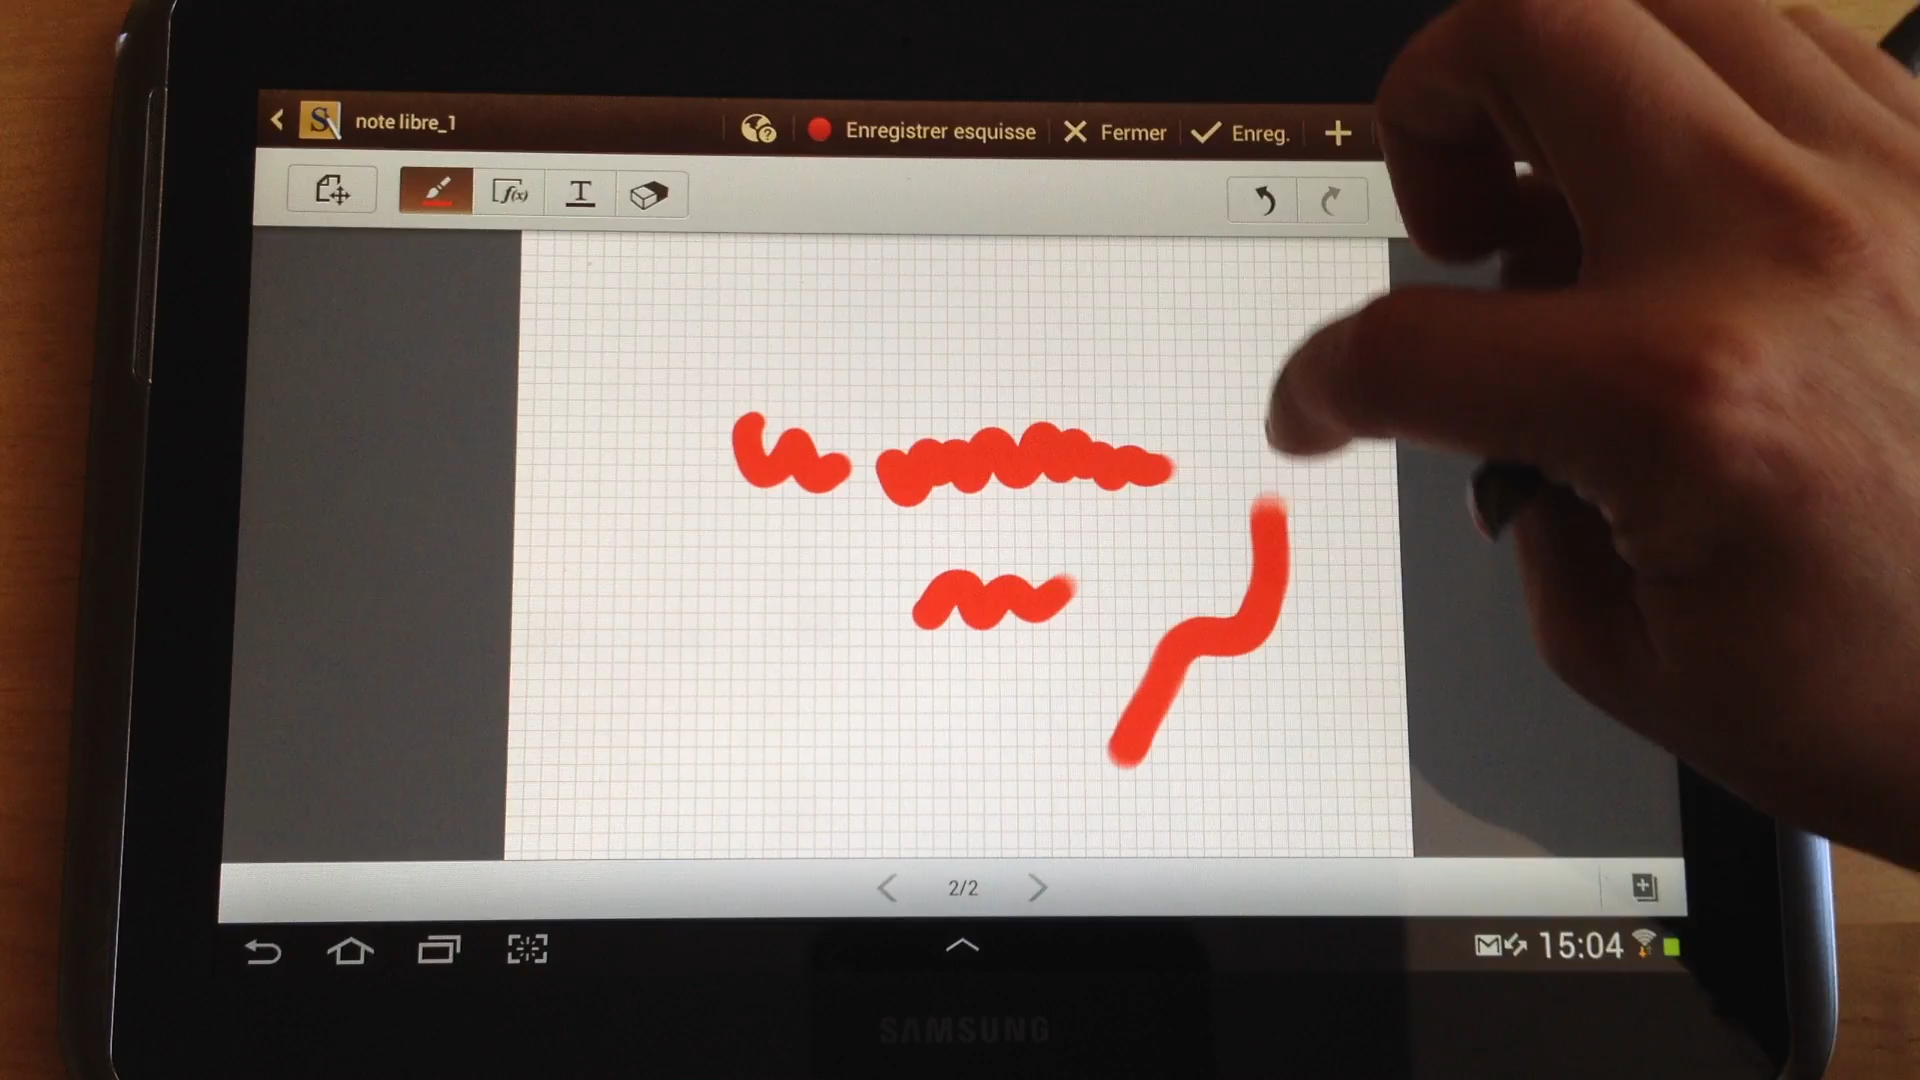 note libre_1
Enregistrer esquisse
Fermer
Enreg.
f(x)
T
2/2
15:04
SAMSUNG